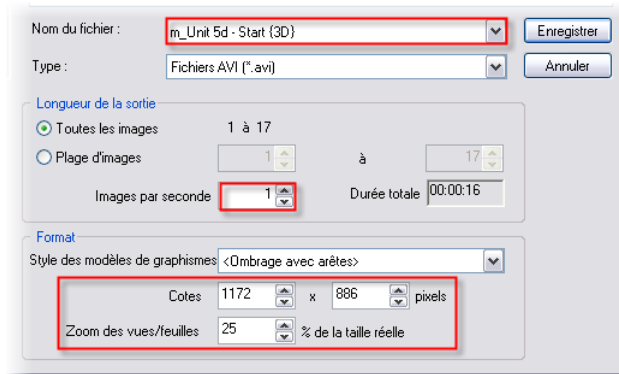 Nom du fichier : m_Unit 5d - Start {3D} Enregistrer
Type : Fichiers AVI (*.avi) Annuler
Longueur de la sortie
Toutes les images 1 à 17
Plage d'images 1 à 17
Images par seconde 1 Durée totale 00:00:16
Format
Style des modèles de graphismes <Ombrage avec arêtes>
Cotes 1172 x 886 pixels
Zoom des vues/feuilles 25 % de la taille réelle